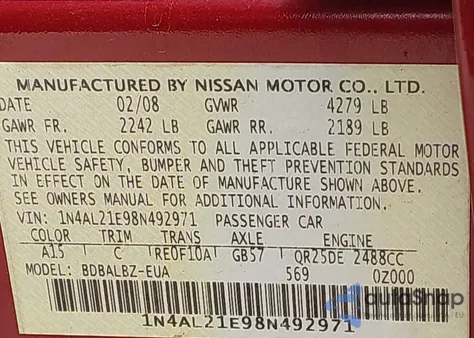 MANUFACTURED BY NISSAN MOTOR CO., LTD.
DATE 02/08 GVWR 4279 LB
GAWR FR. 2242 LB GAWR RR. 2189 LB
THIS VEHICLE CONFORMS TO ALL APPLICABLE FEDERAL MOTOR
VEHICLE SAFETY, BUMPER AND THEFT PREVENTION STANDARDS
IN EFFECT ON THE DATE OF MANUFACTURE SHOWN ABOVE.
SEE OWNERS MANUAL FOR ADDITIONAL INFORMATION.
VIN: 1N4AL21E98N492971 PASSENGER CAR
COLOR TRIM TRANS AXLE ENGINE
A15 C RE0F10A GB57 QR25DE 2488CC
MODEL: BDBALBZ-EUA 569 0Z000
autoSnap
1N4AL21E98N492971